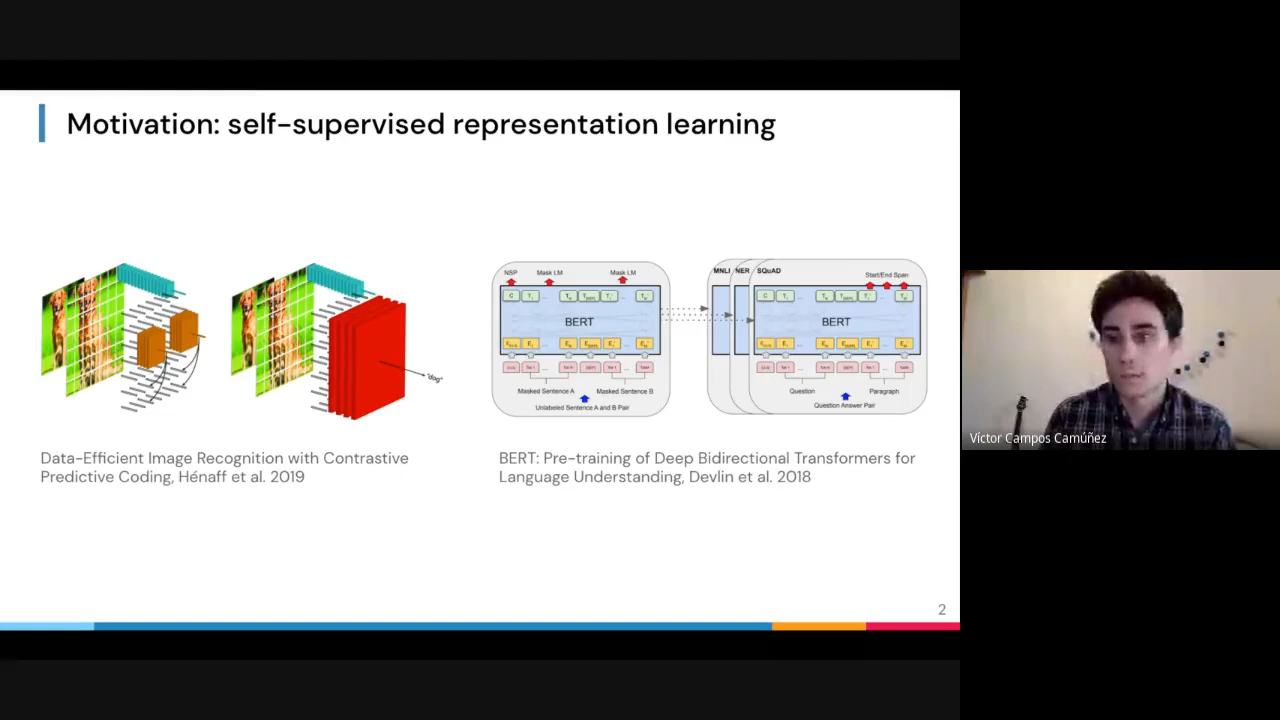 Motivation: self-supervised representation learning
"dog"
Data-Efficient Image Recognition with Contrastive
Predictive Coding, Hénaff et al. 2019
NSP Mask LM Mask LM
BERT
Masked Sentence A Masked Sentence B
Unlabeled Sentence A and B Pair
MNLI NER SQuAD
Start/End Span
BERT
Question Paragraph
Question Answer Pair
BERT: Pre-training of Deep Bidirectional Transformers for
Language Understanding, Devlin et al. 2018
2
Víctor Campos Camúñez